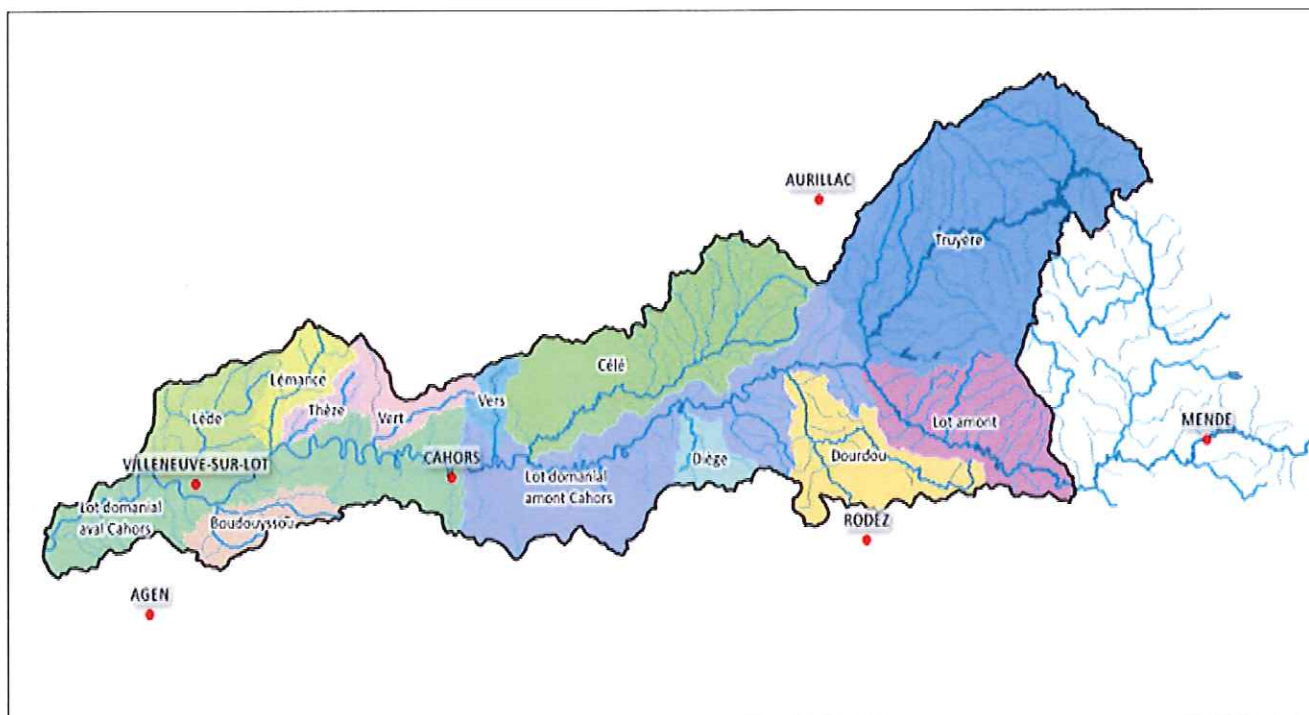 AURILLAC
Truyère
Célé
Lémance
Thèze
Vert
Vers
Lède
Lot amont
MENDE
VILLENEUVE-SUR-LOT
CAHORS
Diège
Dourdou
Lot domanial
amont Cahors
Lot domanial
aval Cahors
Boudouyssou
RODEZ
AGEN